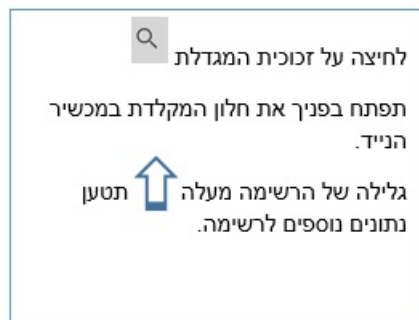 לחיצה על זכוכית המגדלת
תפתח בפניך את חלון המקלדת במכשיר
הנייד.
גלילה של הרשימה מעלה תטען
נתונים נוספים לרשימה.